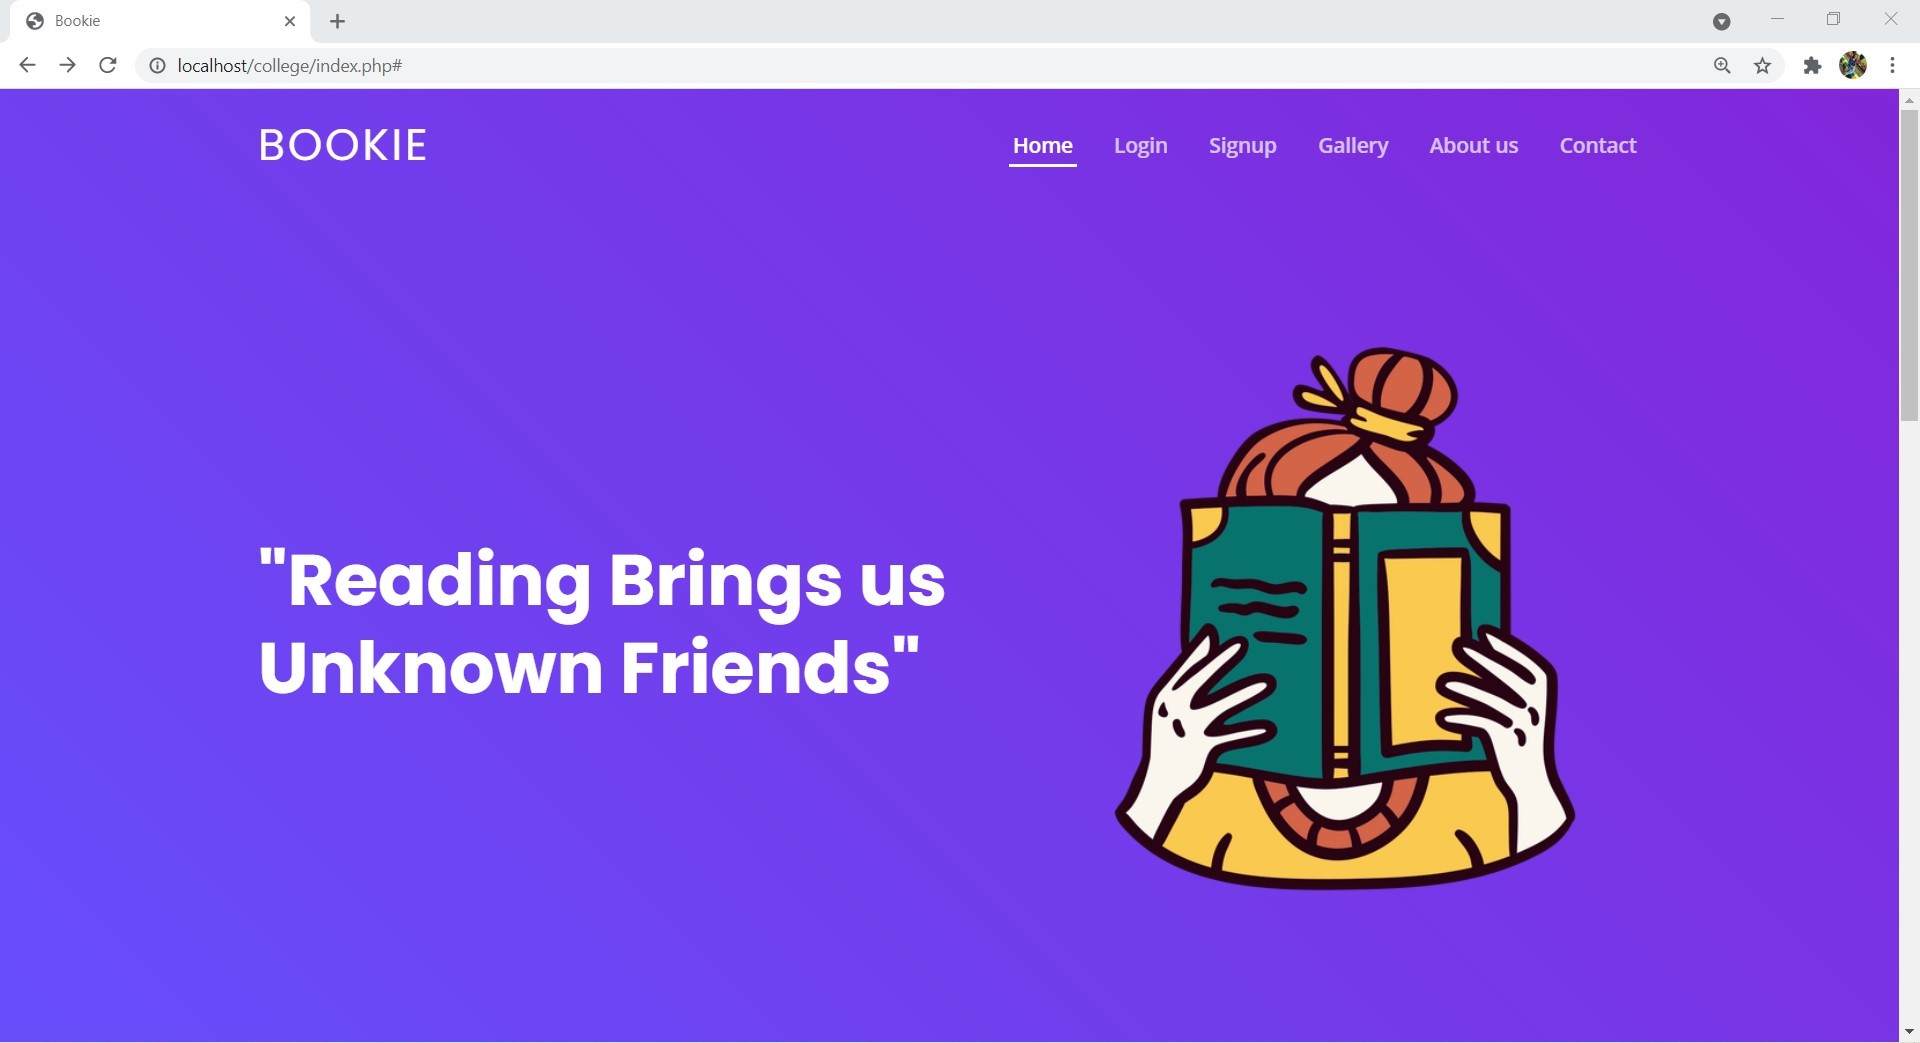 Bookie
localhost/college/index.php#
BOOKIE
Home Login Signup Gallery About us Contact
"Reading Brings us
Unknown Friends"